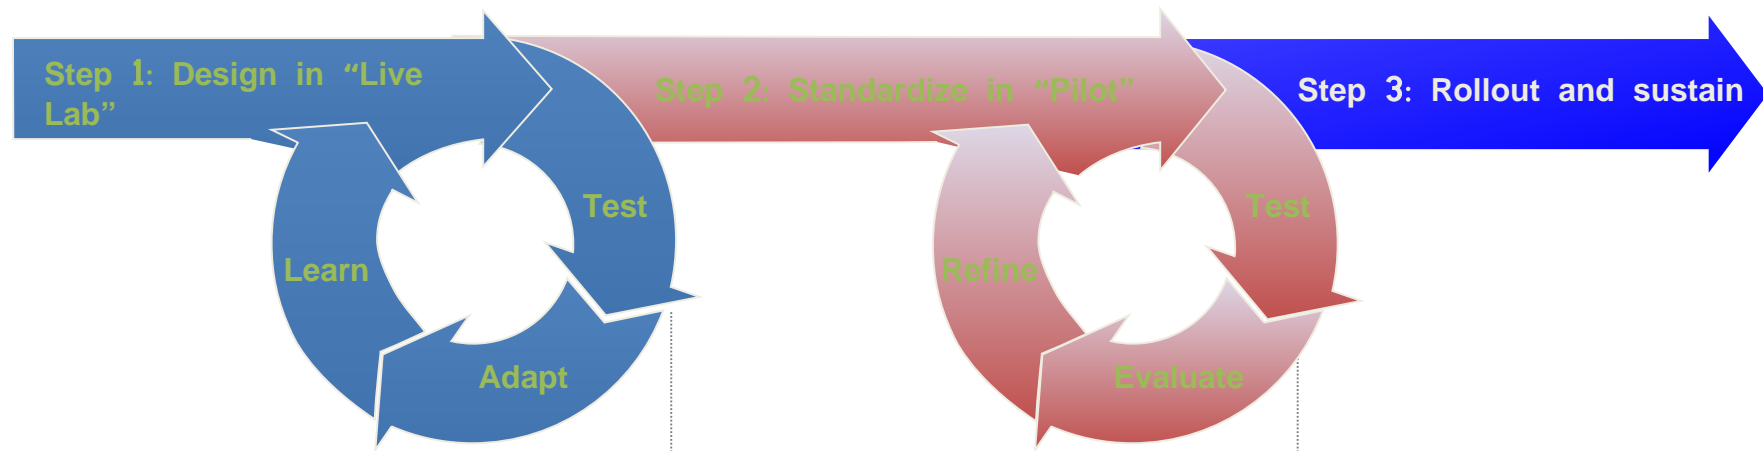 Step 1: Design in “Live
Lab”
Step 2: Standardize in “Pilot”
Step 3: Rollout and sustain
Test
Learn
Adapt
Test
Refine
Evaluate